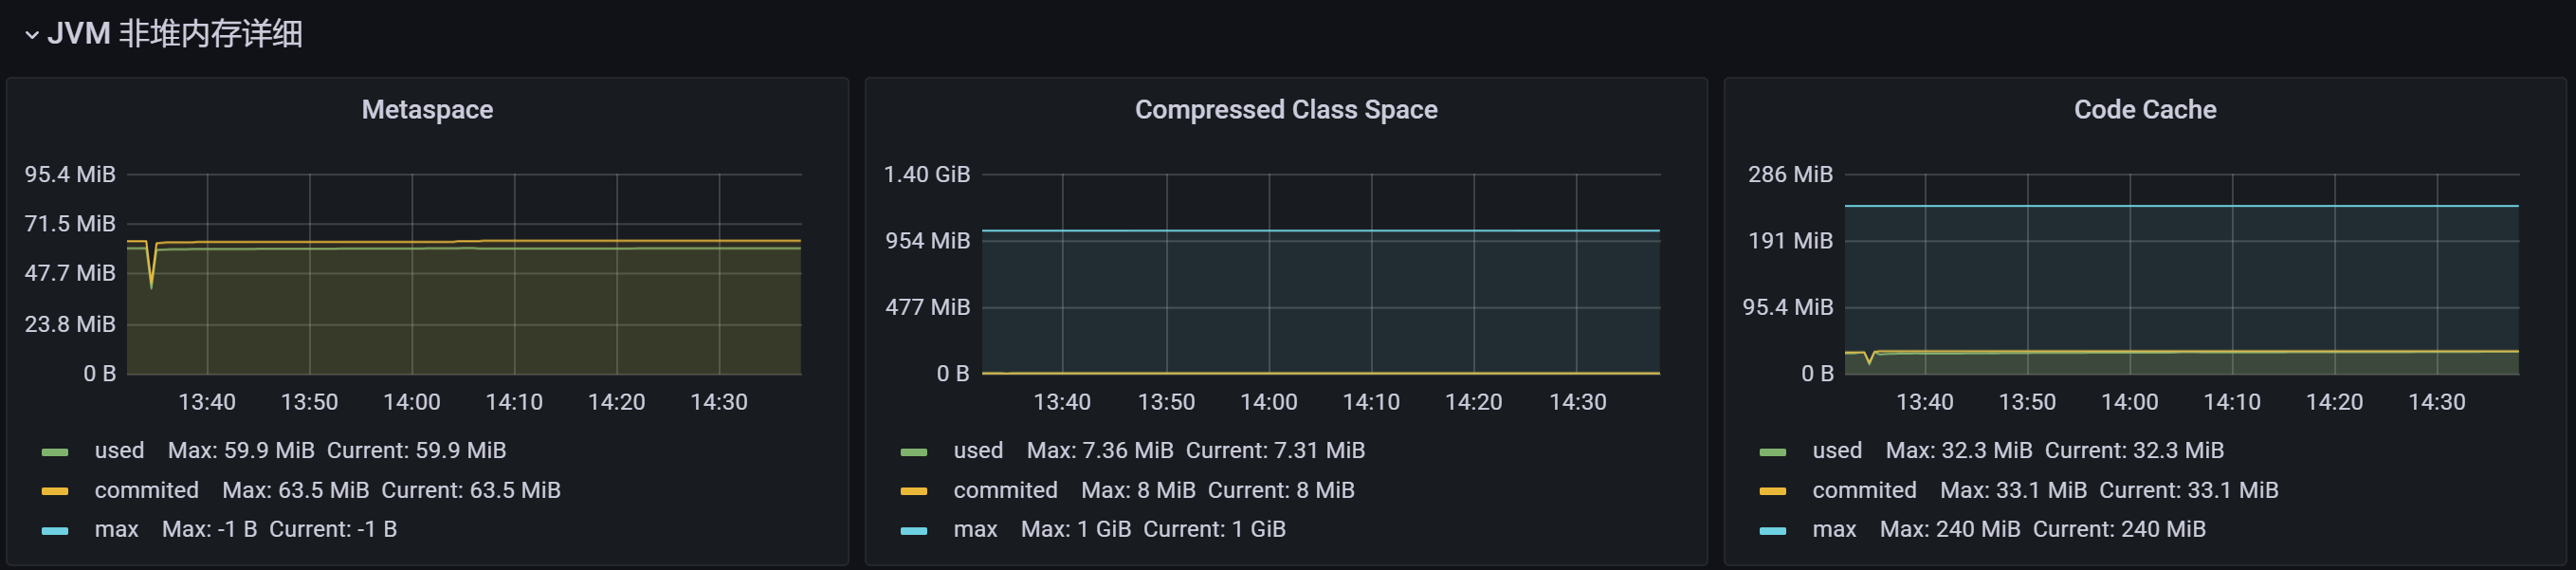 JVM 非堆内存详细
Metaspace
95.4 MiB
71.5 MiB
47.7 MiB
23.8 MiB
0 B
13:40 13:50 14:00 14:10 14:20 14:30
used Max: 59.9 MiB Current: 59.9 MiB
commited Max: 63.5 MiB Current: 63.5 MiB
max Max: -1 B Current: -1 B
Compressed Class Space
1.40 GiB
954 MiB
477 MiB
0 B
13:40 13:50 14:00 14:10 14:20 14:30
used Max: 7.36 MiB Current: 7.31 MiB
commited Max: 8 MiB Current: 8 MiB
max Max: 1 GiB Current: 1 GiB
Code Cache
286 MiB
191 MiB
95.4 MiB
0 B
13:40 13:50 14:00 14:10 14:20 14:30
used Max: 32.3 MiB Current: 32.3 MiB
commited Max: 33.1 MiB Current: 33.1 MiB
max Max: 240 MiB Current: 240 MiB